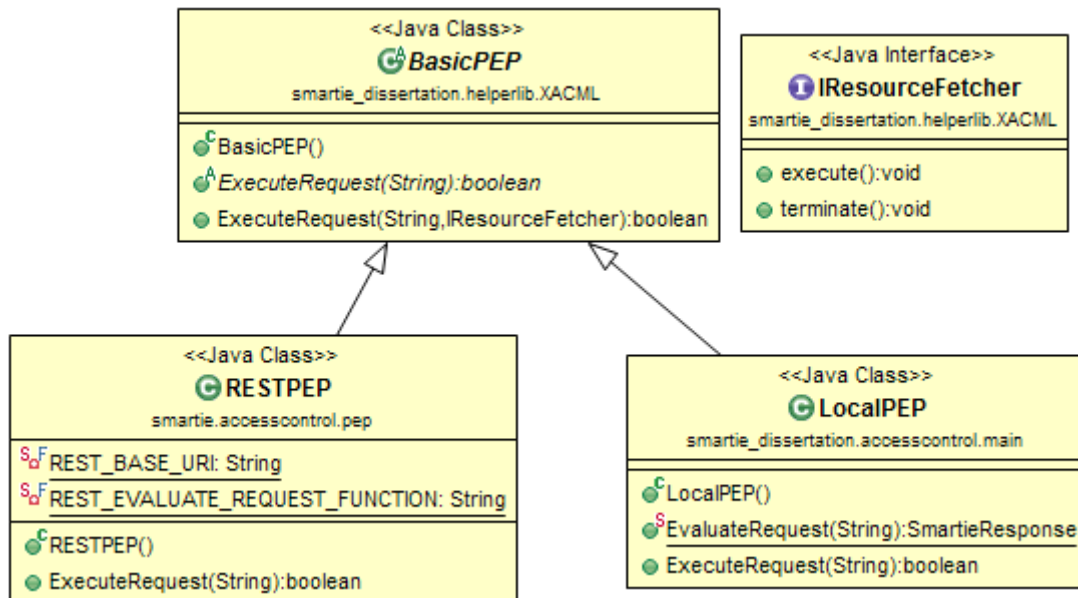 <<Java Class>>
BasicPEP
smartie_dissertation.helperlib.XACML
BasicPEP()
ExecuteRequest(String):boolean
ExecuteRequest(String,IResourceFetcher):boolean
<<Java Interface>>
IResourceFetcher
smartie_dissertation.helperlib.XACML
execute():void
terminate():void
<<Java Class>>
RESTPEP
smartie.accesscontrol.pep
REST_BASE_URI: String
REST_EVALUATE_REQUEST_FUNCTION: String
RESTPEP()
ExecuteRequest(String):boolean
<<Java Class>>
LocalPEP
smartie_dissertation.accesscontrol.main
LocalPEP()
EvaluateRequest(String):SmartieResponse
ExecuteRequest(String):boolean